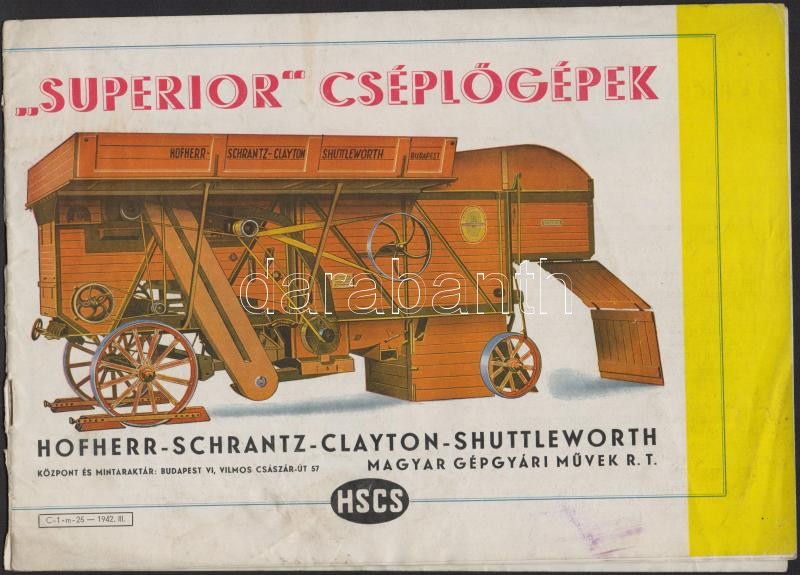 „SUPERIOR“ CSÉPLŐGÉPEK
HOFHERR- SCHRANTZ-CLAYTON SHUTTLEWORTH BUDAPEST
darabanth
HOFHERR-SCHRANTZ-CLAYTON-SHUTTLEWORTH
KÖZPONT ÉS MINTARAKTÁR: BUDAPEST VI, VILMOS CSÁSZÁR-ÚT 57
MAGYAR GÉPGYÁRI MŰVEK R. T.
HSCS
C-1-m-25 — 1942. III.